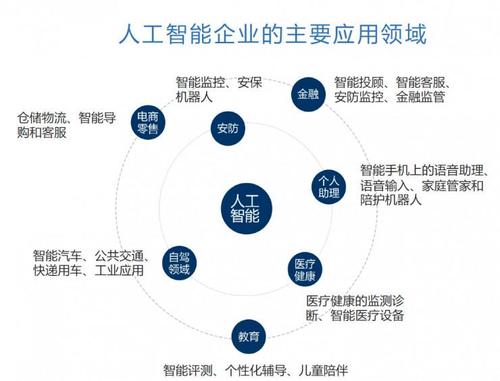 人工智能企业的主要应用领域
智能监控、安保
机器人
金融
智能投顾、智能客服、
安防监控、金融监管
仓储物流、智能导
购和客服
电商
零售
安防
人工
智能
个人
助理
智能手机上的语音助理、
语音输入、家庭管家和
陪护机器人
智能汽车、公共交通、
快递用车、工业应用
自驾
领域
医疗
健康
医疗健康的监测诊
断、智能医疗设备
教育
智能评测、个性化辅导、儿童陪伴